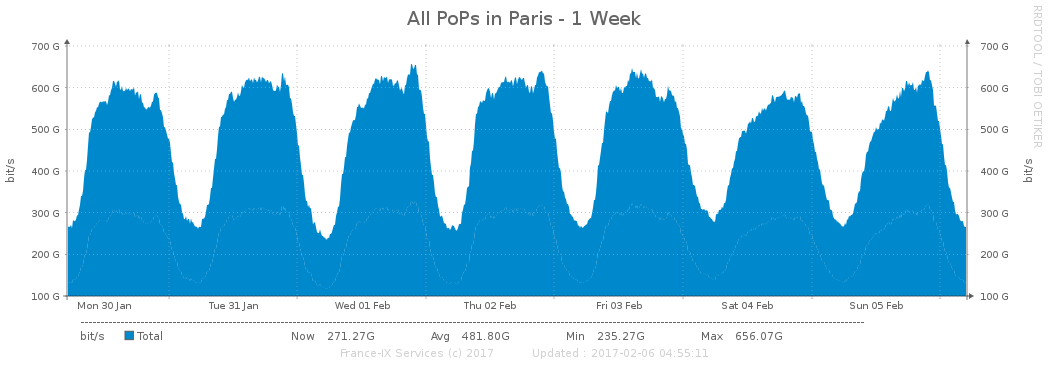 All PoPs in Paris - 1 Week
RRDTOOL / TOBI OETIKER
700 G 700 G
600 G 600 G
500 G 500 G
400 G 400 G
300 G 300 G
200 G 200 G
100 G 100 G
bit/s bit/s
Mon 30 Jan Tue 31 Jan Wed 01 Feb Thu 02 Feb Fri 03 Feb Sat 04 Feb Sun 05 Feb
bit/s Total Now 271.27G Avg 481.80G Min 235.27G Max 656.07G
France-IX Services (c) 2017 Updated : 2017-02-06 04:55:11